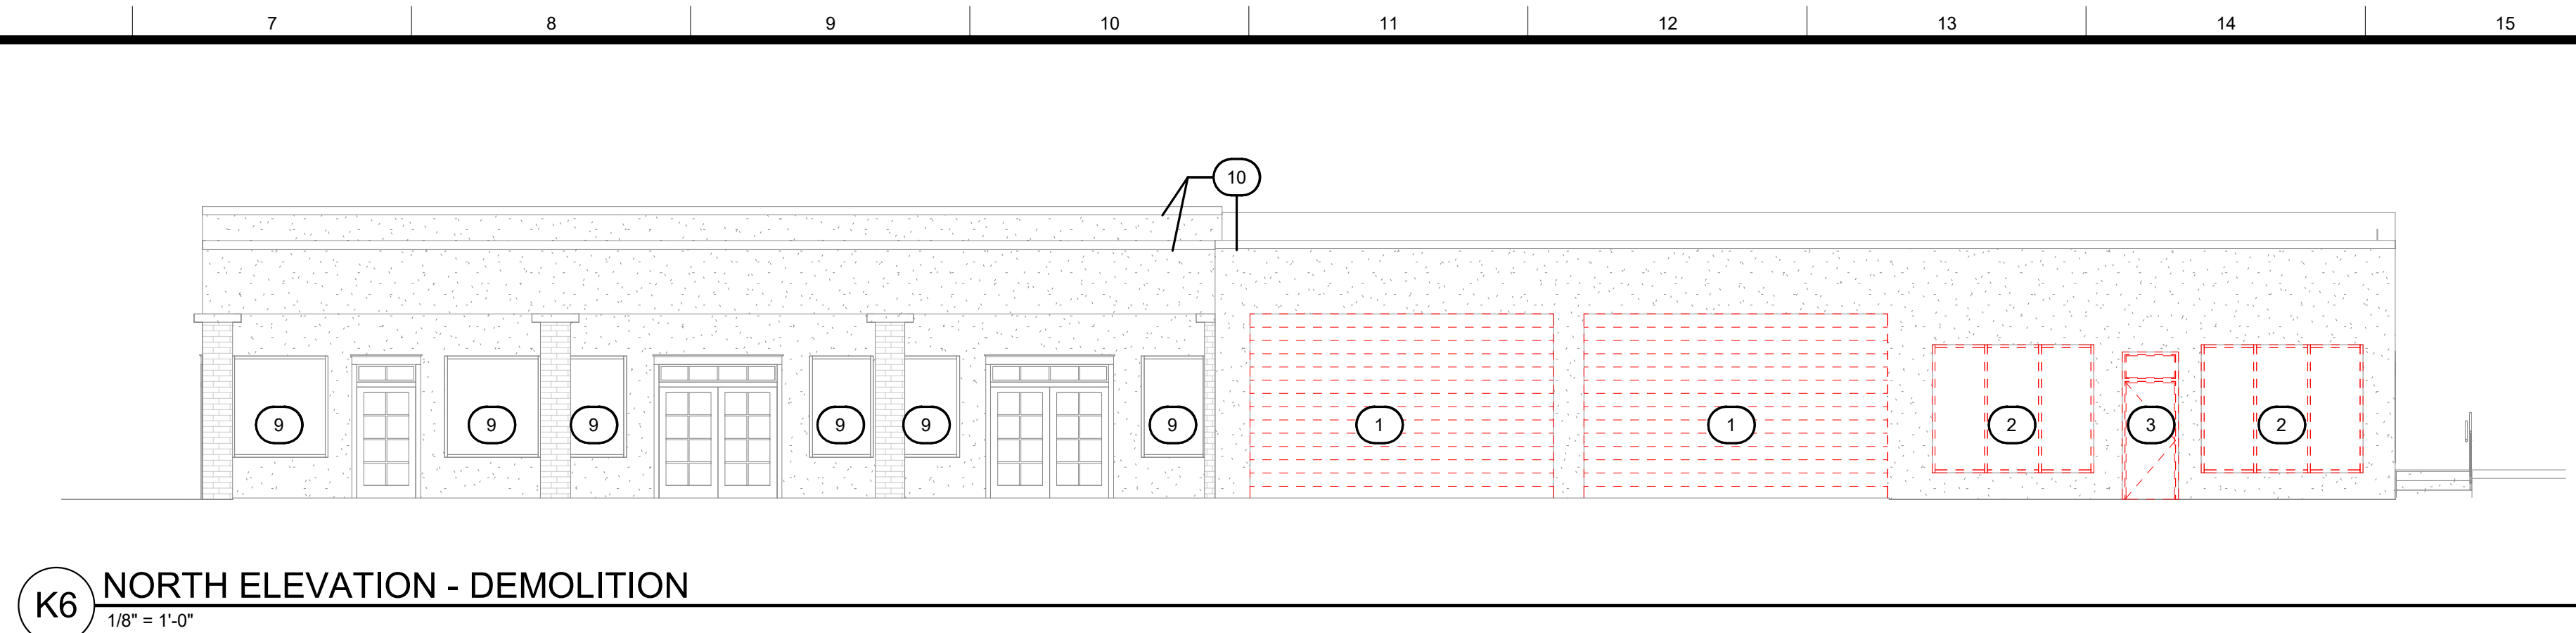 7 8 9 10 11 12 13 14 15
10
9 9 9 9 9 9 1 1 2 3 2
K6 NORTH ELEVATION - DEMOLITION
1/8" = 1'-0"